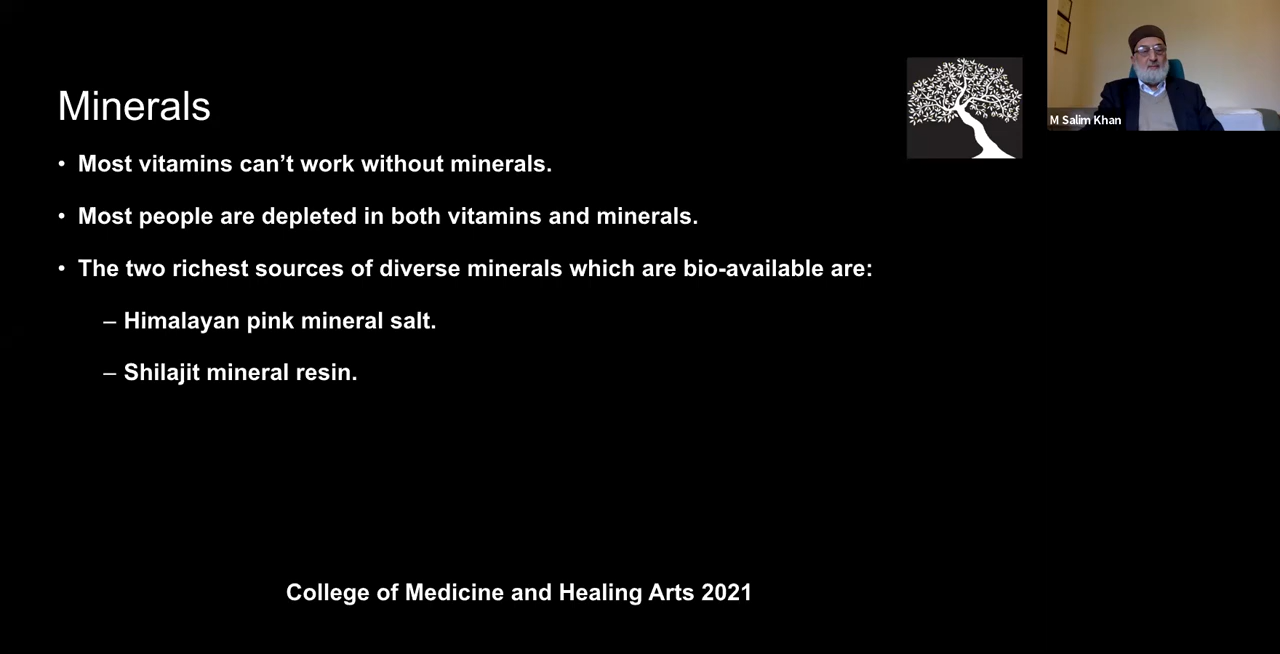 Minerals
M Salim Khan
• Most vitamins can’t work without minerals.
• Most people are depleted in both vitamins and minerals.
• The two richest sources of diverse minerals which are bio-available are:
– Himalayan pink mineral salt.
– Shilajit mineral resin.
College of Medicine and Healing Arts 2021